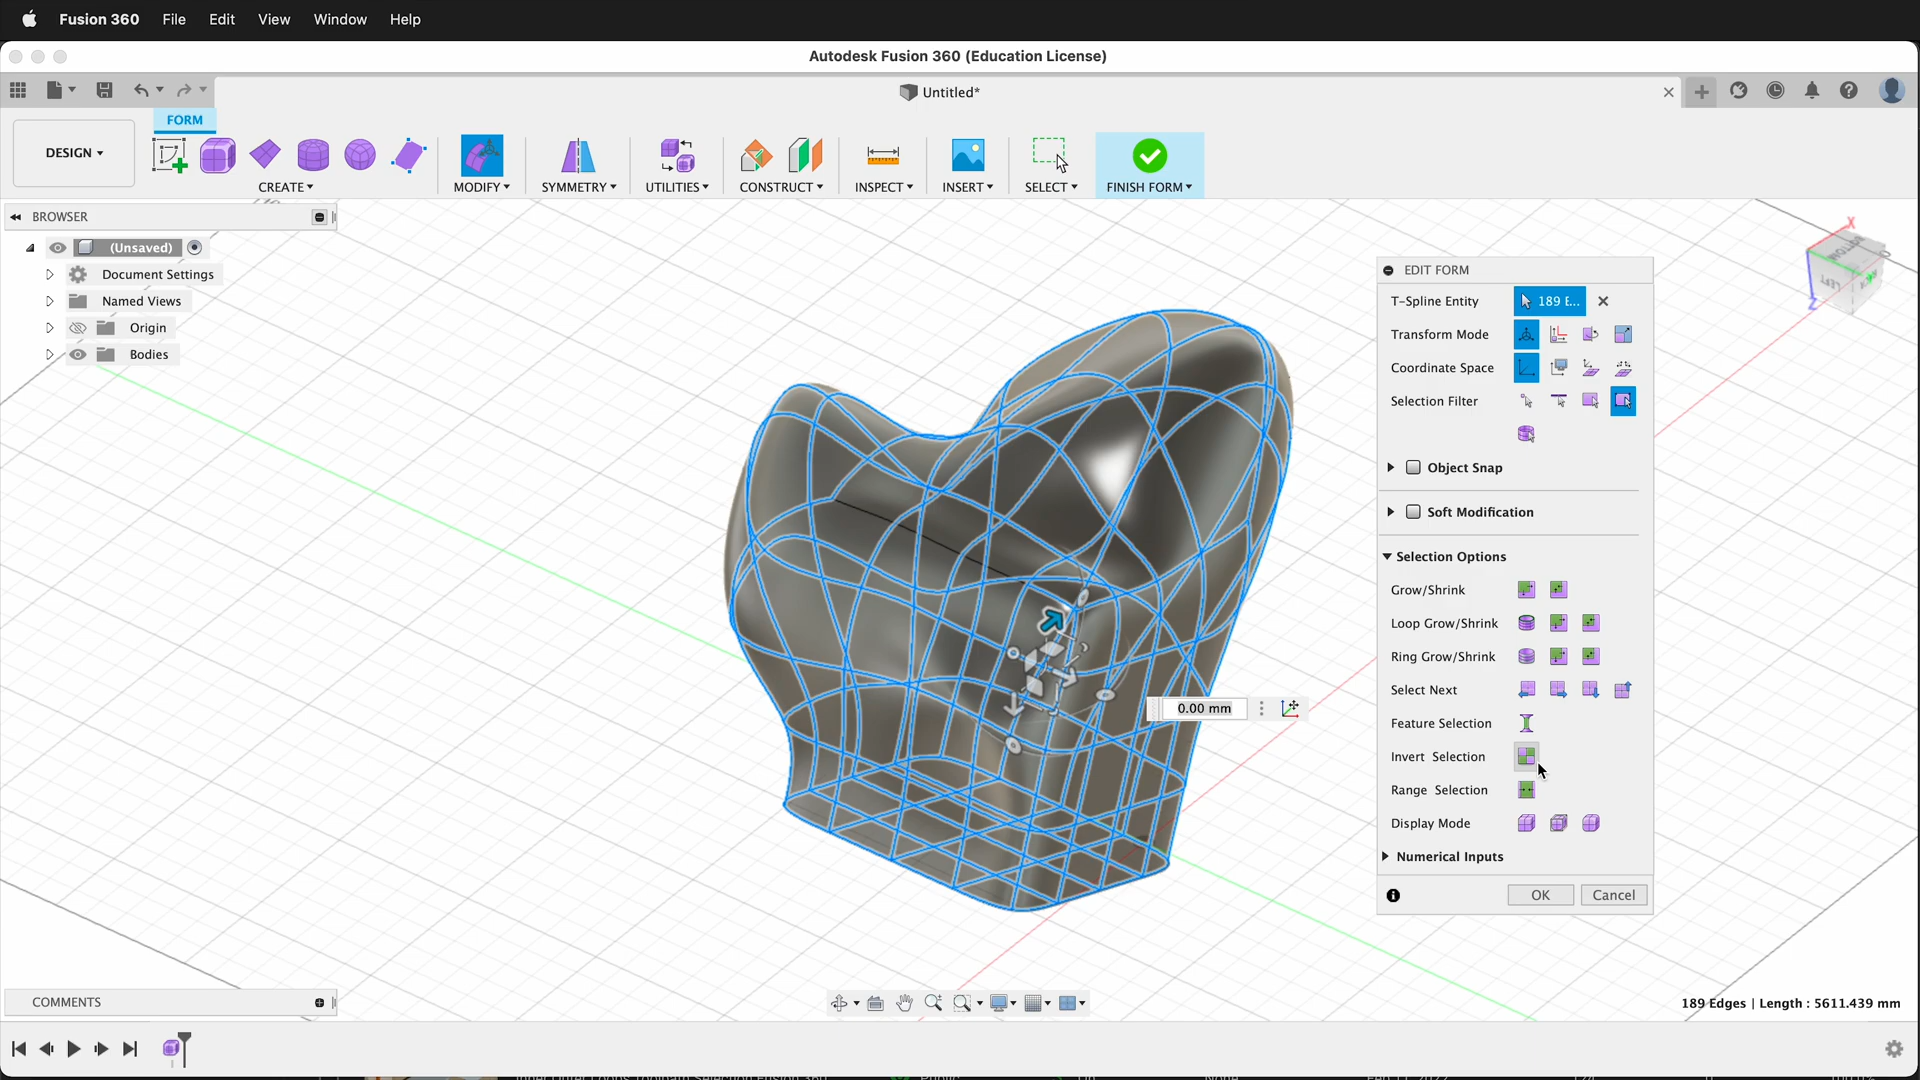 Fusion 360 File Edit View Window Help
Autodesk Fusion 360 (Education License)
Untitled*
FORM
DESIGN
CREATE MODIFY SYMMETRY UTILITIES CONSTRUCT INSPECT INSERT SELECT FINISH FORM
BROWSER
(Unsaved)
Document Settings
Named Views
Origin
Bodies
X
Z
BOTTOM
LEFT
EDIT FORM
T-Spline Entity 189 E...
Transform Mode
Coordinate Space
Selection Filter
Object Snap
Soft Modification
Selection Options
Grow/Shrink
Loop Grow/Shrink
Ring Grow/Shrink
Select Next
Feature Selection
Invert Selection
Range Selection
Display Mode
Numerical Inputs
OK Cancel
0.00 mm
COMMENTS
189 Edges | Length : 5611.439 mm